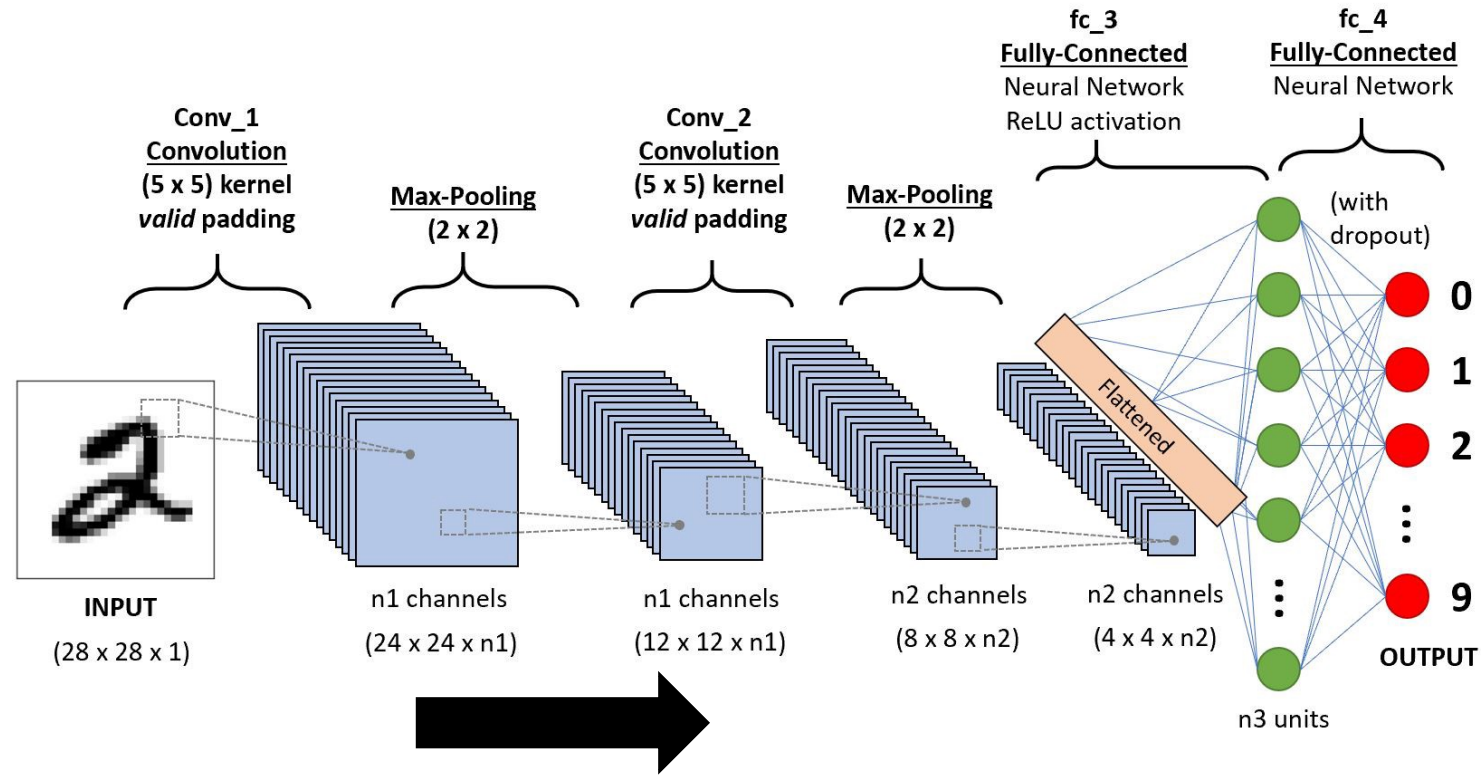 Conv_1
Convolution
(5 x 5) kernel
valid padding
Max-Pooling
(2 x 2)
Conv_2
Convolution
(5 x 5) kernel
valid padding
Max-Pooling
(2 x 2)
fc_3
Fully-Connected
Neural Network
ReLU activation
fc_4
Fully-Connected
Neural Network
(with
dropout)
2
Flattened
0
1
2
⋮
9
OUTPUT
INPUT
(28 x 28 x 1)
n1 channels
(24 x 24 x n1)
n1 channels
(12 x 12 x n1)
n2 channels
(8 x 8 x n2)
n2 channels
(4 x 4 x n2)
⋮
n3 units